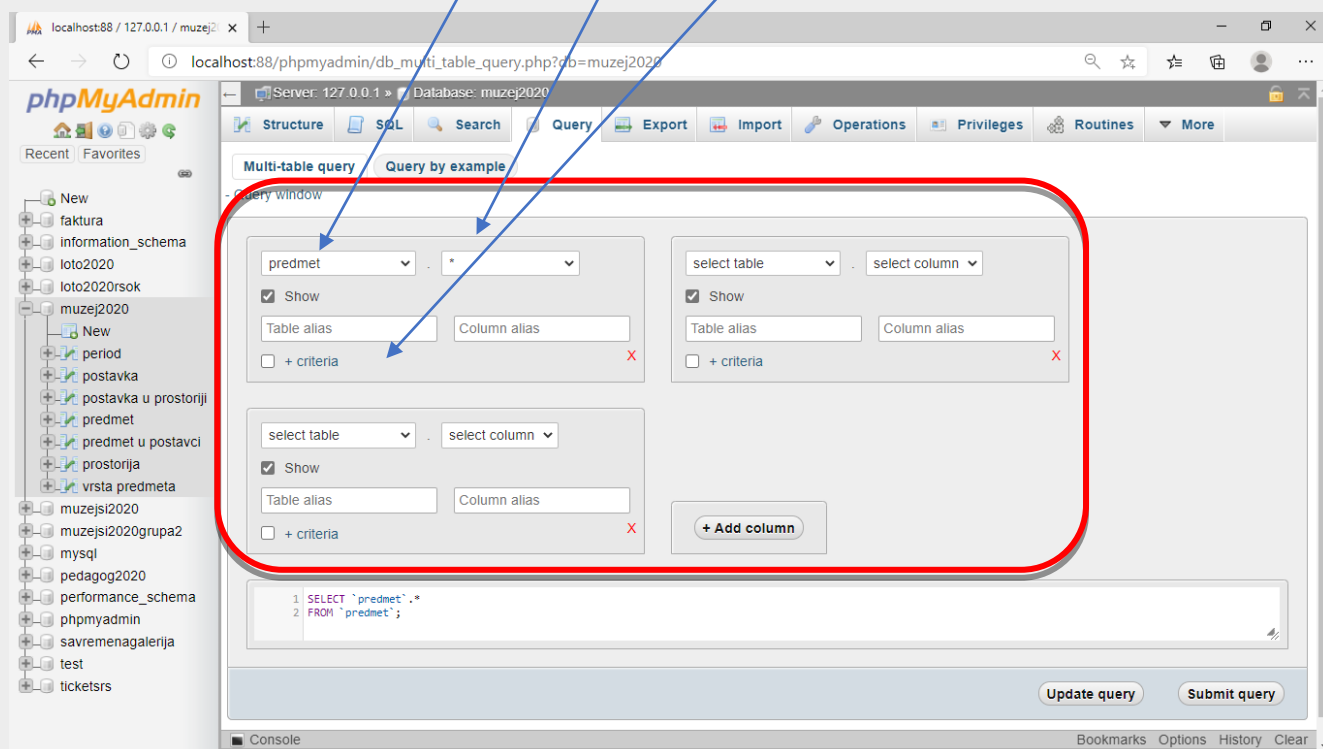 localhost:88 / 127.0.0.1 / muzej2
localhost:88/phpmyadmin/db_multi_table_query.php?db=muzej2020
phpMyAdmin
Recent Favorites
New
faktura
information_schema
loto2020
loto2020rsok
muzej2020
New
period
postavka
postavka u prostoriji
predmet
predmet u postavci
prostorija
vrsta predmeta
muzejsi2020
muzejsi2020grupa2
mysql
pedagog2020
performance_schema
phpmyadmin
savremenagalerija
test
ticketsrs
Server: 127.0.0.1 » Database: muzej2020
Structure SQL Search Query Export Import Operations Privileges Routines More
Multi-table query Query by example
- Query window
predmet . *
Show
Table alias Column alias
+ criteria X
select table . select column
Show
Table alias Column alias
+ criteria X
select table . select column
Show
Table alias Column alias
+ criteria X
+ Add column
1 SELECT `predmet`.*
2 FROM `predmet`;
Update query Submit query
Console Bookmarks Options History Clear